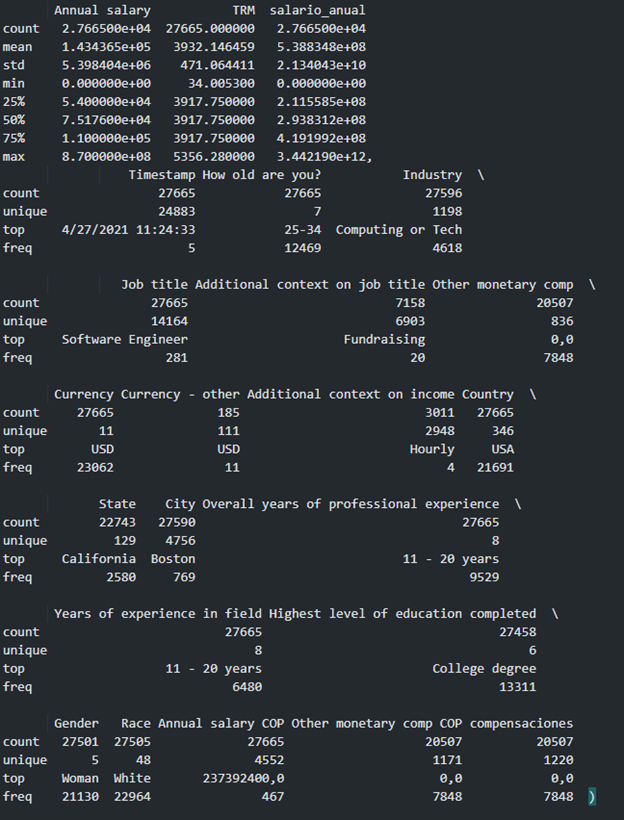 Annual salary TRM salario_anual
count 2.766500e+04 27665.000000 2.766500e+04
mean 1.434365e+05 3932.146459 5.388348e+08
std 5.398404e+06 471.064411 2.134043e+10
min 0.000000e+00 34.005300 0.000000e+00
25% 5.400000e+04 3917.750000 2.115585e+08
50% 7.517600e+04 3917.750000 2.938312e+08
75% 1.100000e+05 3917.750000 4.191992e+08
max 8.700000e+08 5356.280000 3.442190e+12,
Timestamp How old are you? Industry \
count 27665 27665 27596
unique 24883 7 1198
top 4/27/2021 11:24:33 25-34 Computing or Tech
freq 5 12469 4618
Job title Additional context on job title Other monetary comp \
count 27665 7158 20507
unique 14164 6903 836
top Software Engineer Fundraising 0,0
freq 281 20 7848
Currency Currency - other Additional context on income Country \
count 27665 185 3011 27665
unique 11 111 2948 346
top USD USD Hourly USA
freq 23062 11 4 21691
State City Overall years of professional experience \
count 22743 27590 27665
unique 129 4756 8
top California Boston 11 - 20 years
freq 2580 769 9529
Years of experience in field Highest level of education completed \
count 27665 27458
unique 8 6
top 11 - 20 years College degree
freq 6480 13311
Gender Race Annual salary COP Other monetary comp COP compensaciones
count 27501 27505 27665 20507 20507
unique 5 48 4552 1171 1220
top Woman White 237392400,0 0,0 0,0
freq 21130 22964 467 7848 7848 )